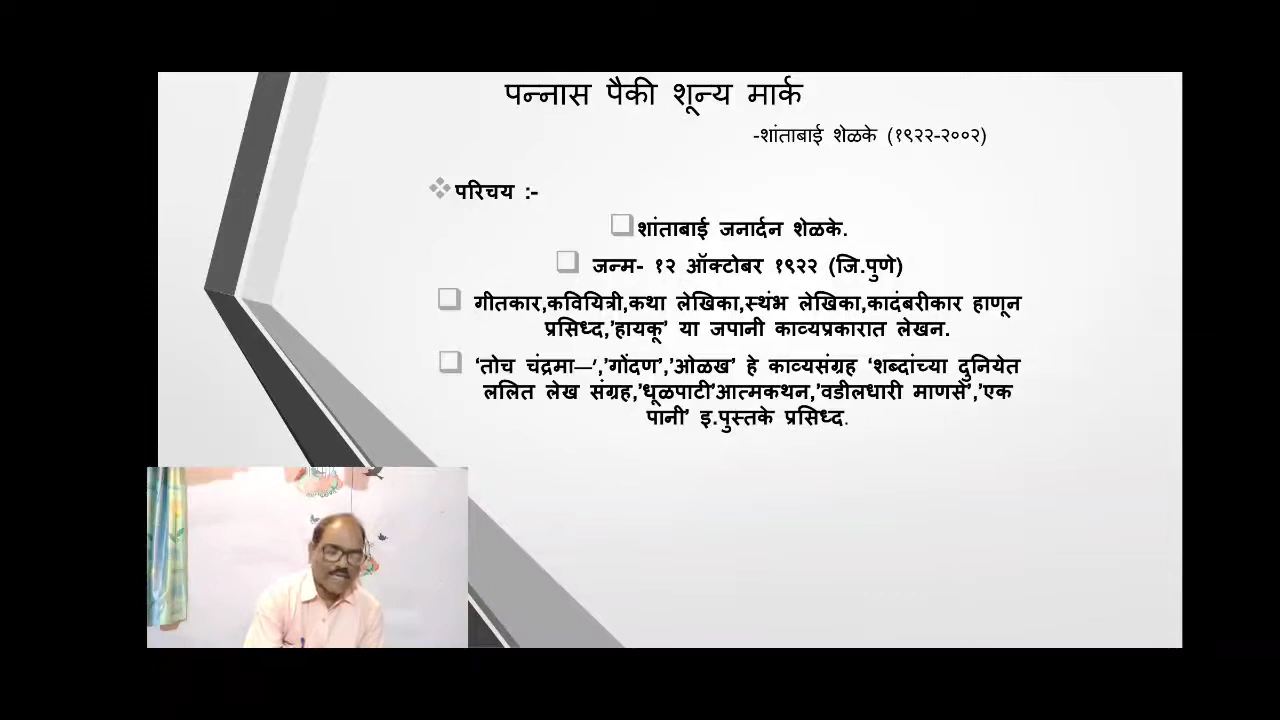 पन्नास पैकी शून्य मार्क
-शांताबाई शेळके (१९२२-२००२)
परिचय :-
शांताबाई जनार्दन शेळके.
जन्म- १२ ऑक्टोबर १९२२ (जि.पुणे)
गीतकार,कवियित्री,कथा लेखिका,स्थंभ लेखिका,कादंबरीकार हाणून
प्रसिध्द,’हायकू’ या जपानी काव्यप्रकारात लेखन.
‘तोच चंद्रमा—‘,’गोंदण’,’ओळख’ हे काव्यसंग्रह ‘शब्दांच्या दुनियेत
ललित लेख संग्रह,’धूळपाटी’आत्मकथन,’वडीलधारी माणसे’,’एक
पानी’ इ.पुस्तके प्रसिध्द.